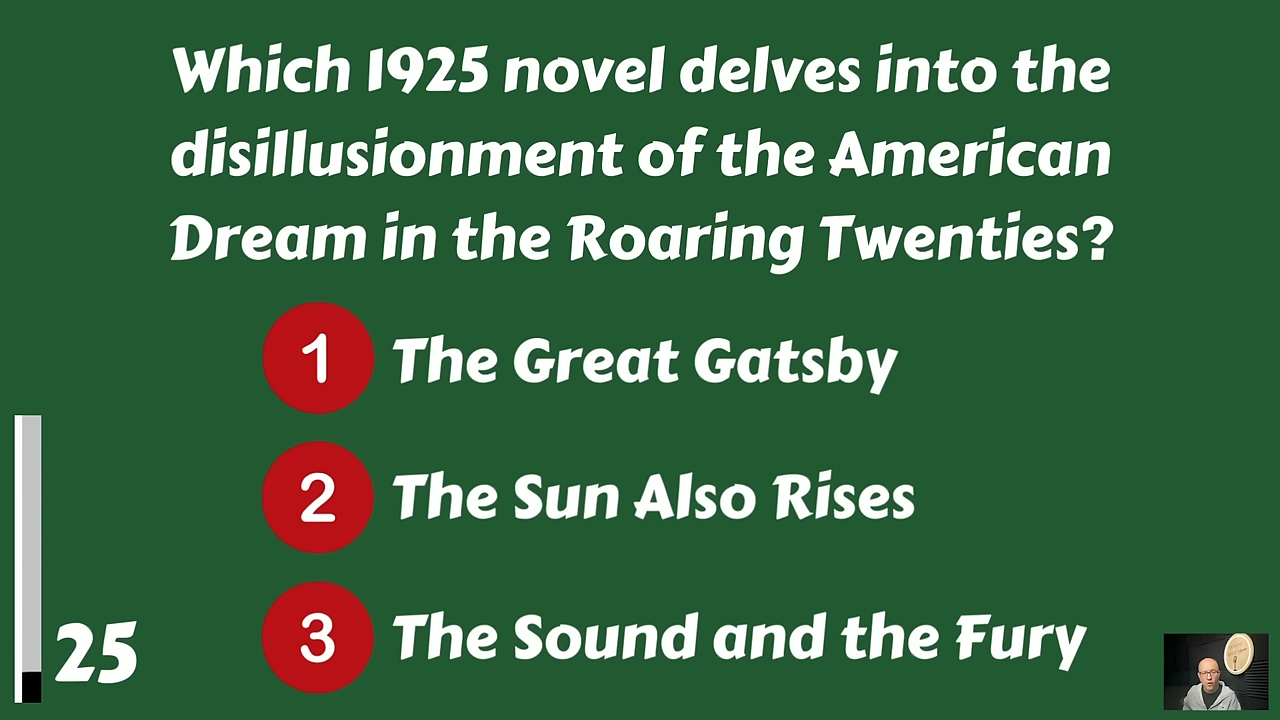 Which 1925 novel delves into the
disillusionment of the American
Dream in the Roaring Twenties?
1 The Great Gatsby
2 The Sun Also Rises
3 The Sound and the Fury
25